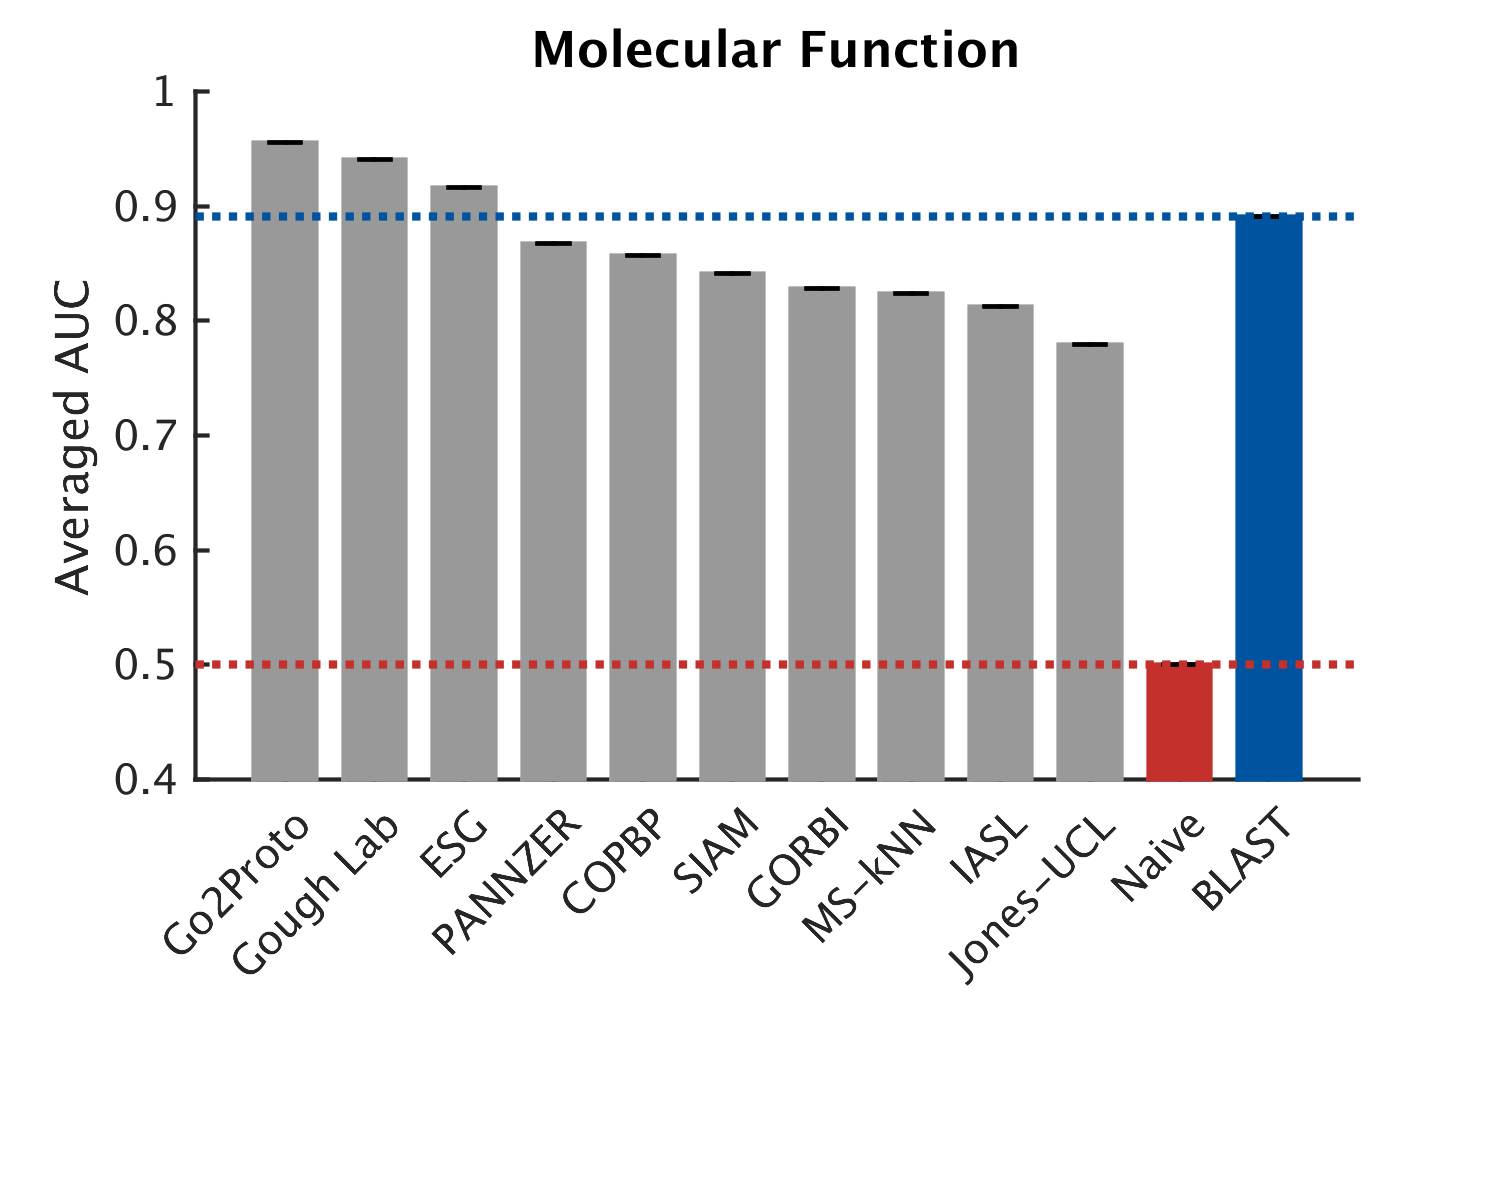 Molecular Function
Averaged AUC
1
0.9
0.8
0.7
0.6
0.5
0.4
Go2Proto
Gough Lab
ESG
PANNZER
COPBP
SIAM
GORBI
MS-kNN
IASL
Jones-UCL
Naive
BLAST